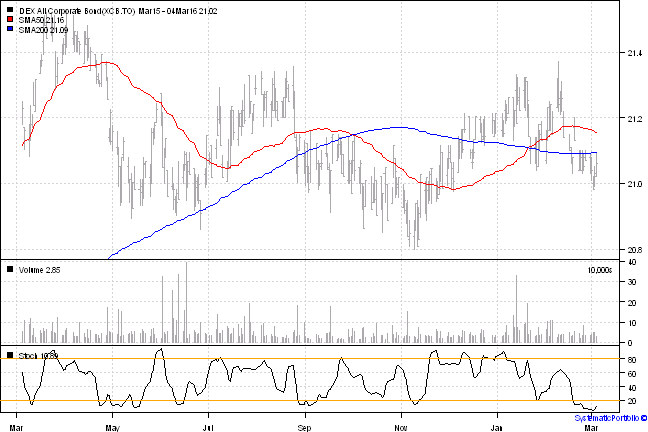 DEX All Corporate Bond(XCB.TO) Mar15 - 04Mar16 21.02
SMA50 21.16
SMA200 21.09
21.4
21.2
21.0
20.8
Volume 2.85
10,000s
40
30
20
10
0
80
60
40
20
Mar May Jul Sep Nov Jan Mar
SystematicPortfolio ©